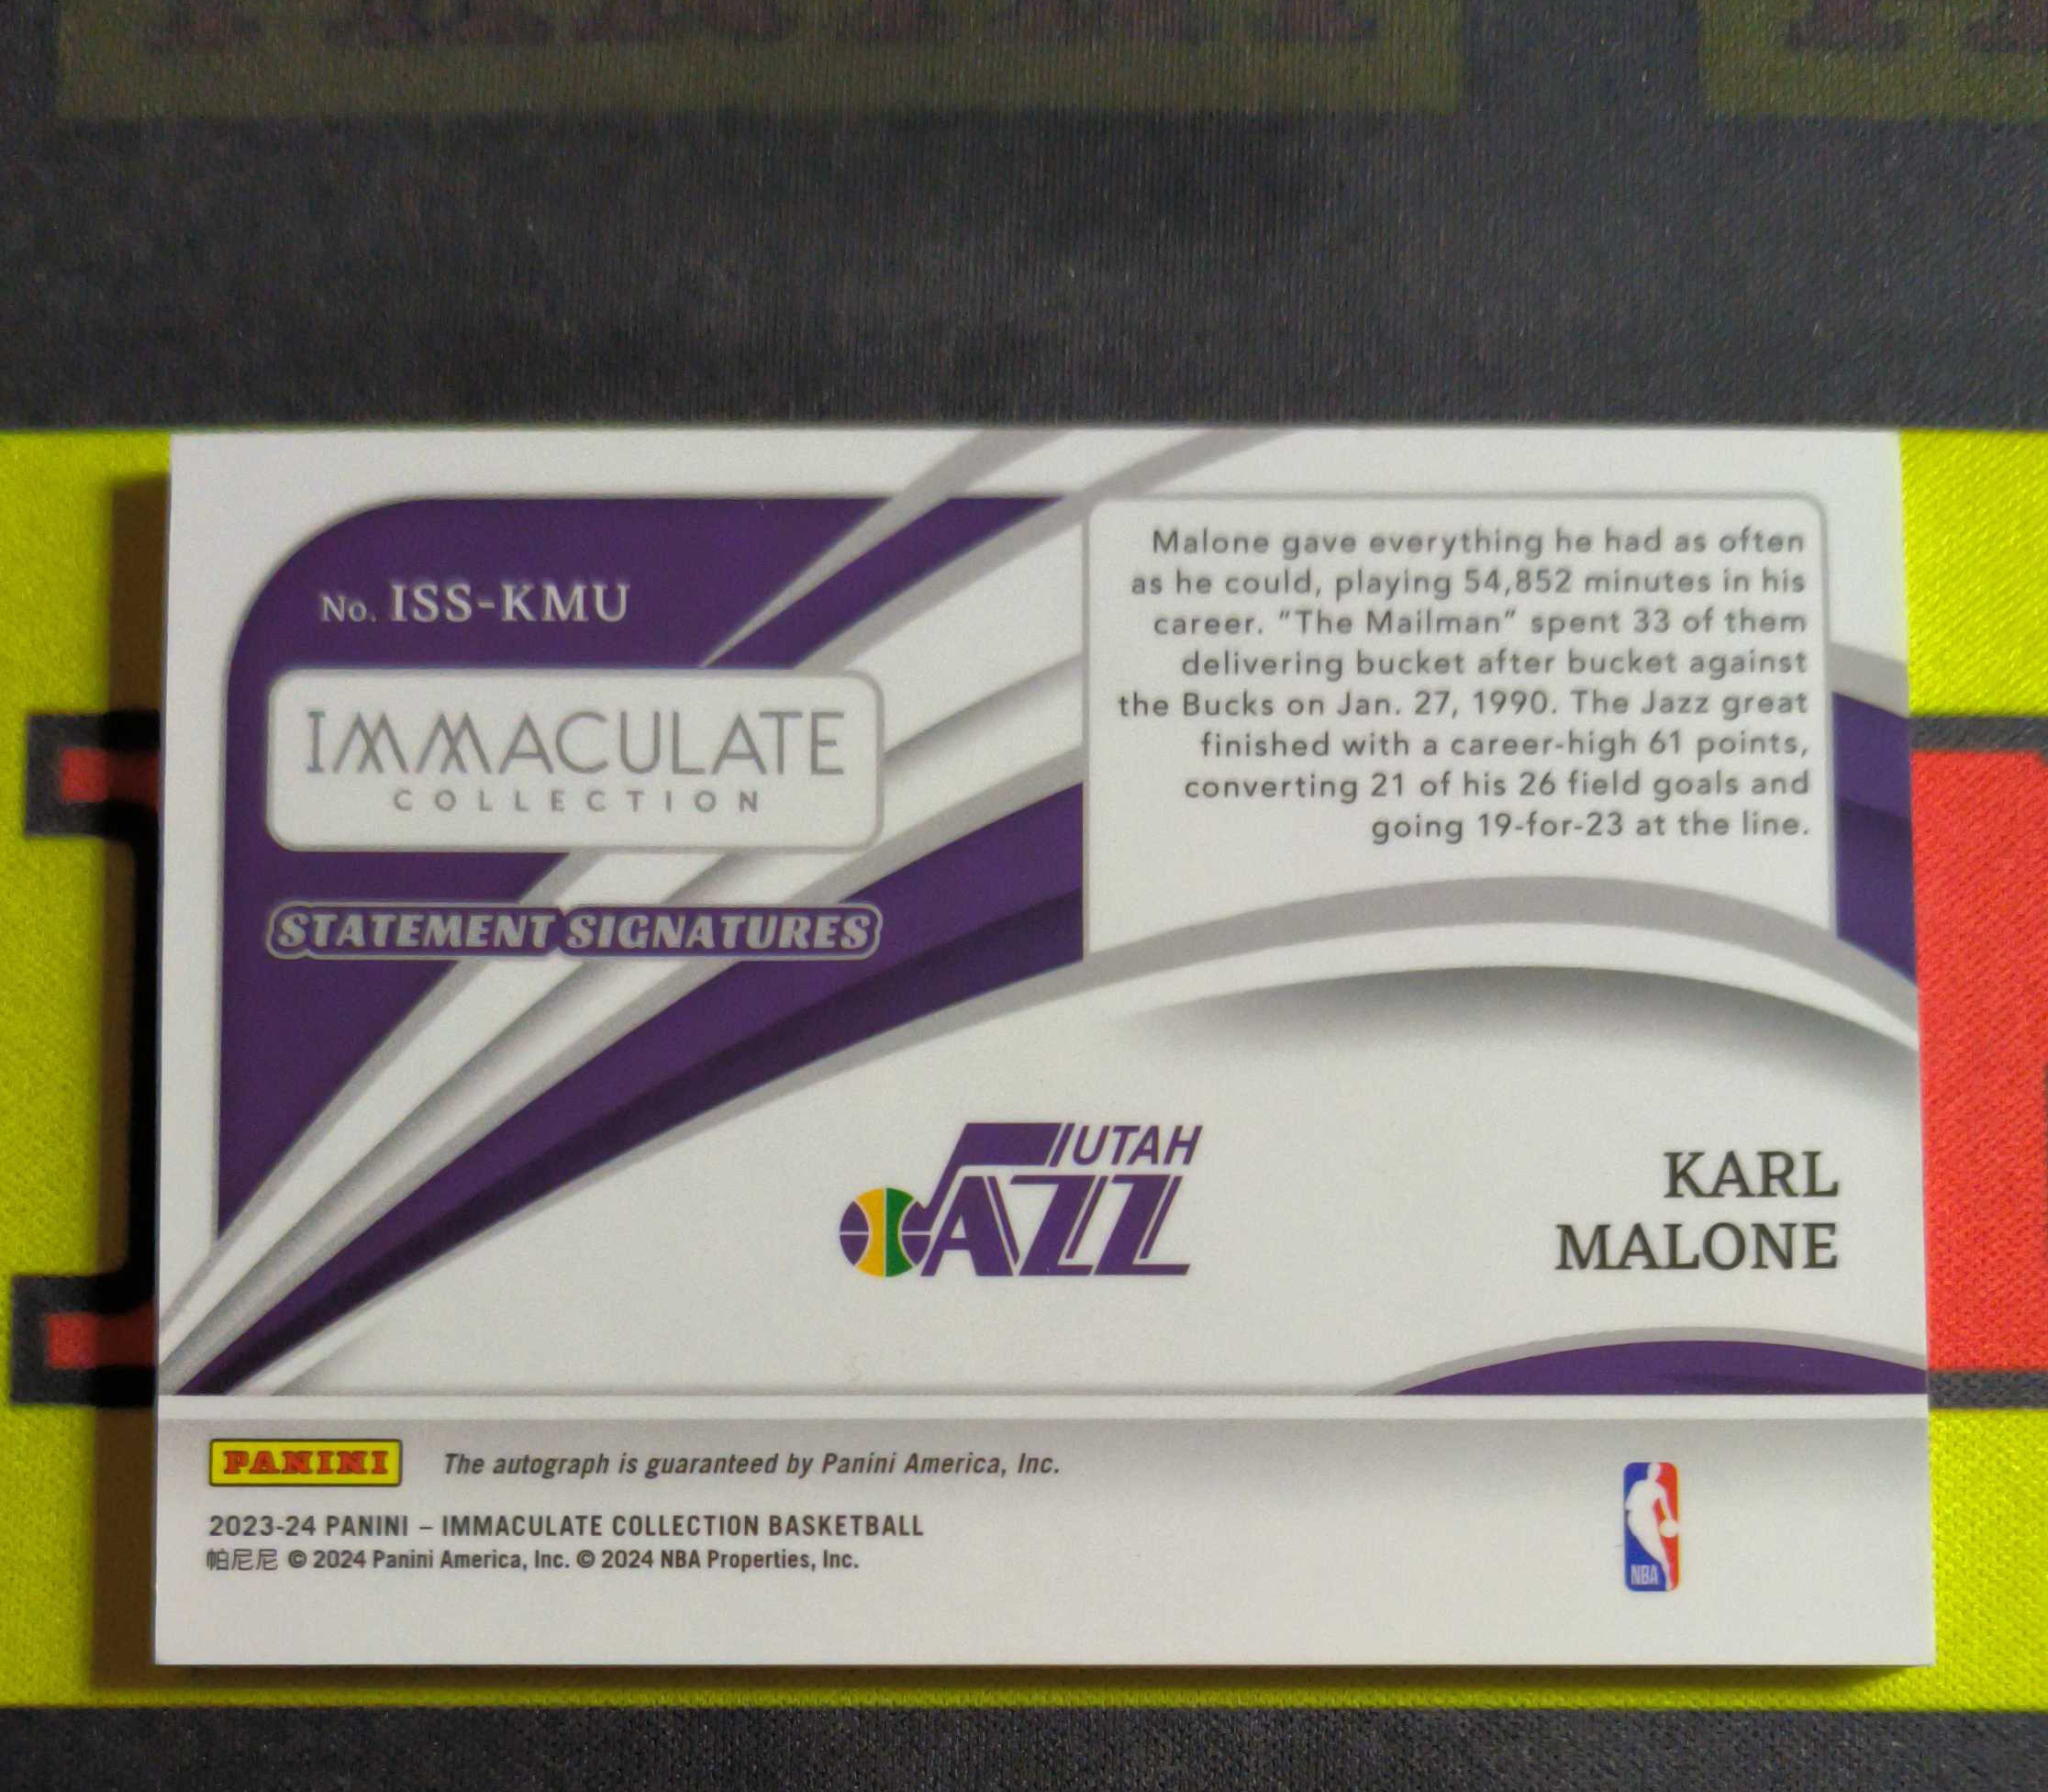 No. ISS-KMU
IMMACULATE
COLLECTION
STATEMENT SIGNATURES
Malone gave everything he had as often
as he could, playing 54,852 minutes in his
career. "The Mailman" spent 33 of them
delivering bucket after bucket against
the Bucks on Jan. 27, 1990. The Jazz great
finished with a career-high 61 points,
converting 21 of his 26 field goals and
going 19-for-23 at the line.
UTAH
JAZZ
KARL
MALONE
PANINI
The autograph is guaranteed by Panini America, Inc.
2023-24 PANINI – IMMACULATE COLLECTION BASKETBALL
帕尼尼 © 2024 Panini America, Inc. © 2024 NBA Properties, Inc.
NBA